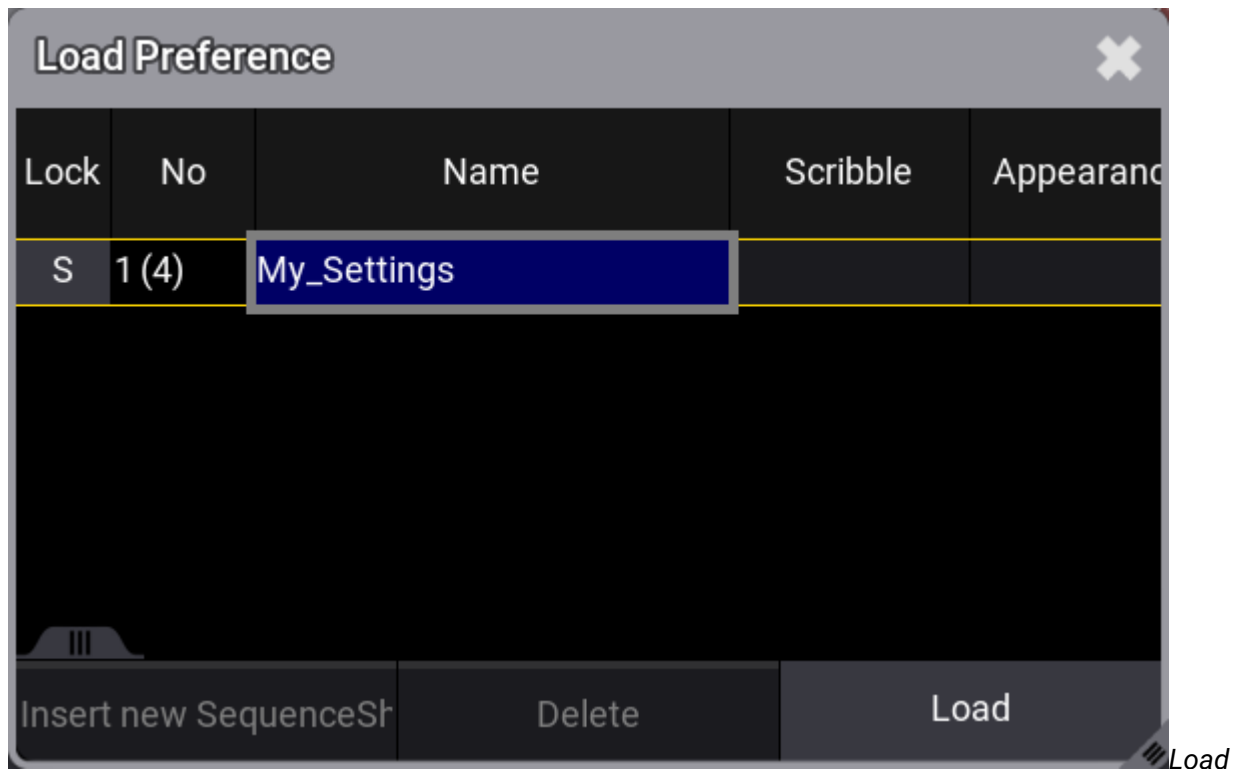 Load Preference
Lock No Name Scribble Appearanc
S 1 (4) My_Settings
Insert new SequenceSh Delete Load
Load